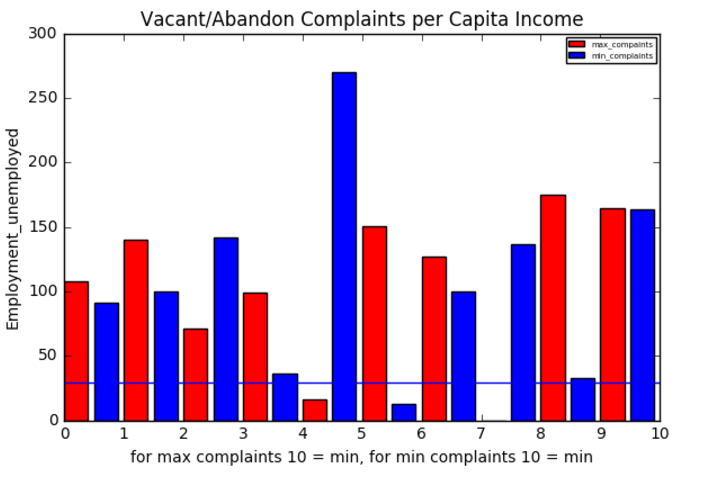 Vacant/Abandon Complaints per Capita Income
max_compaints
min_complaints
Employment_unemployed
300
250
200
150
100
50
0
0 1 2 3 4 5 6 7 8 9 10
for max complaints 10 = min, for min complaints 10 = min